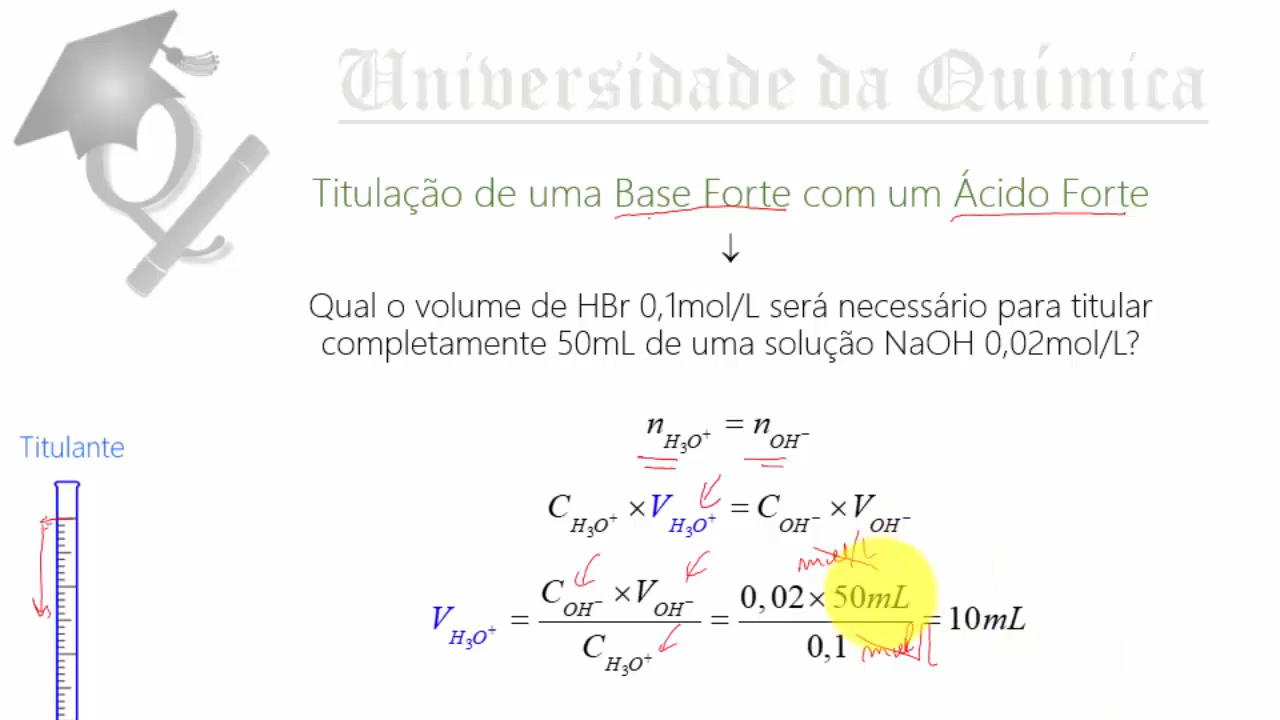 Universidade da Química
Titulação de uma Base Forte com um Ácido Forte
↓
Qual o volume de HBr 0,1mol/L será necessário para titular
completamente 50mL de uma solução NaOH 0,02mol/L?
n_{H₃O⁺} = n_{OH⁻}
Titulante
C_{H₃O⁺} × V_{H₃O⁺} = C_{OH⁻} × V_{OH⁻}
mol/L
V_{H₃O⁺} = (C_{OH⁻} × V_{OH⁻}) / C_{H₃O⁺} = (0,02 × 50mL) / 0,1 mol/L = 10mL